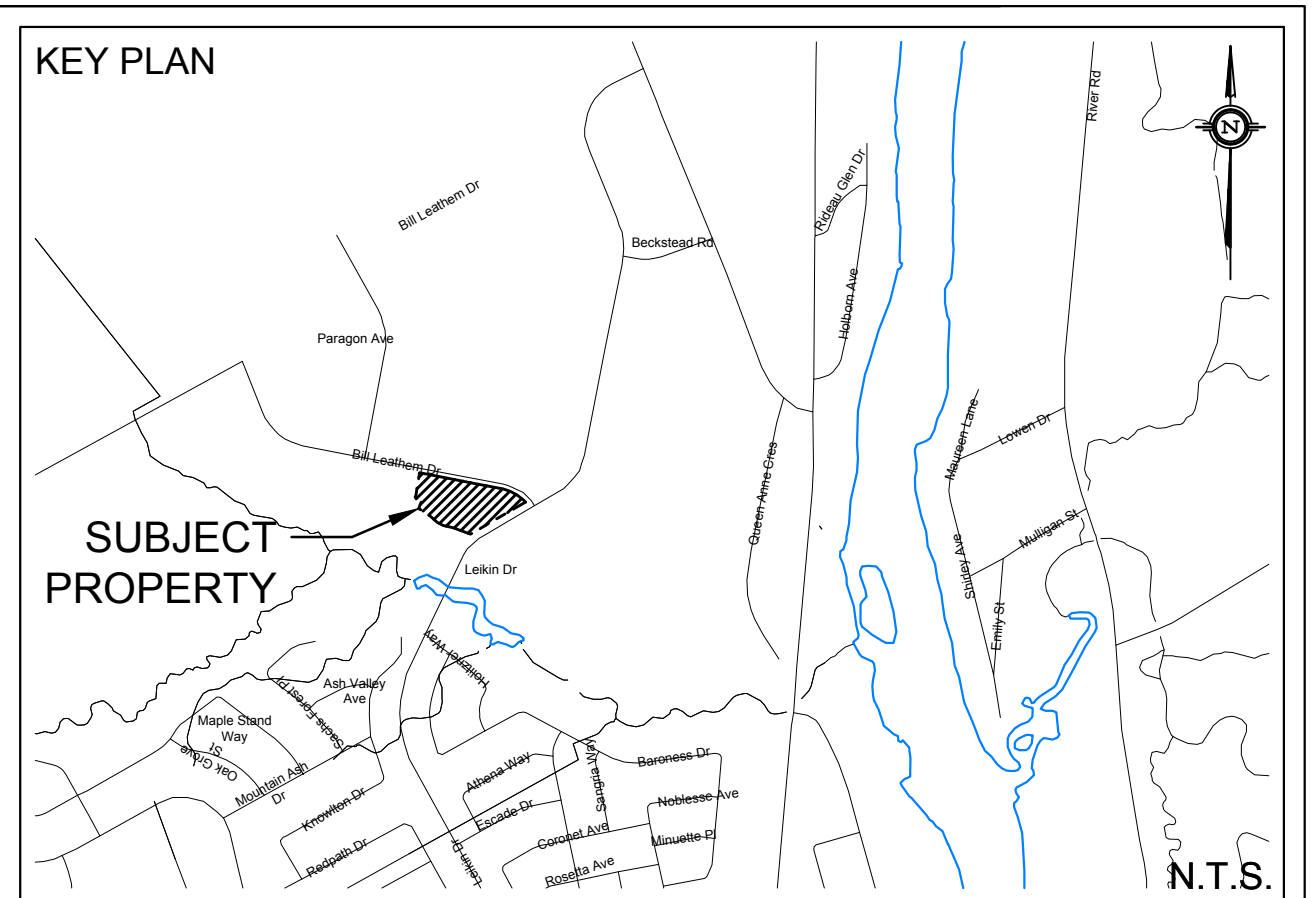 KEY PLAN
River Rd
N
Rideau Glen Dr
Bill Leathem Dr
Beckstead Rd
Holborn Ave
Paragon Ave
Maureen Lane
Lowen Dr
Queen Anne Cres
Bill Leathem Dr
Mulligan St
SUBJECT
PROPERTY
Shirley Ave
Leikin Dr
Emily St
Holitzner Way
Ash Valley
Ave
Sachs Forest Pl
Maple Stand
Way
Oak Grove
St
Mountain Ash
Dr
Baroness Dr
Athena Way
Sangria Way
Knowlton Dr
Noblesse Ave
Escade Dr
Coronet Ave
Minuette Pl
Redpath Dr
Leikin Dr
Rosetta Ave
N.T.S.